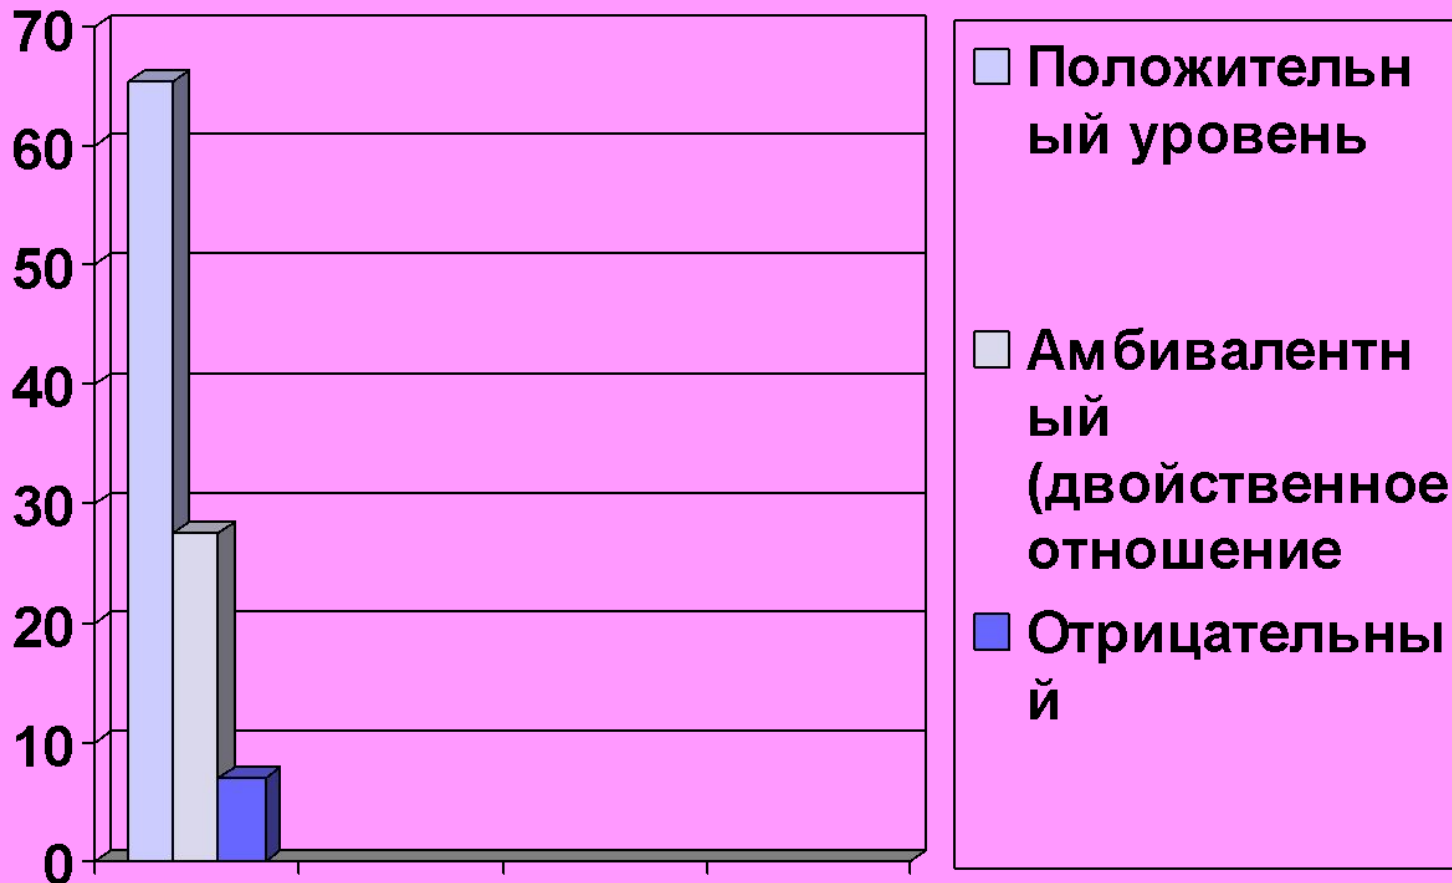 70
60
50
40
30
20
10
0
Положительн
ый уровень
Амбивалентн
ый
(двойственное
отношение
Отрицательны
й